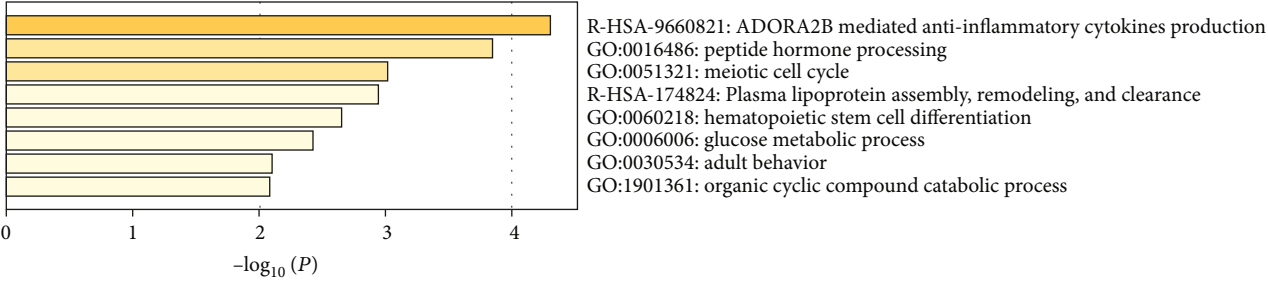 R-HSA-9660821: ADORA2B mediated anti-inflammatory cytokines production
GO:0016486: peptide hormone processing
GO:0051321: meiotic cell cycle
R-HSA-174824: Plasma lipoprotein assembly, remodeling, and clearance
GO:0060218: hematopoietic stem cell differentiation
GO:0006006: glucose metabolic process
GO:0030534: adult behavior
GO:1901361: organic cyclic compound catabolic process
0 1 2 3 4
–log10 (P)